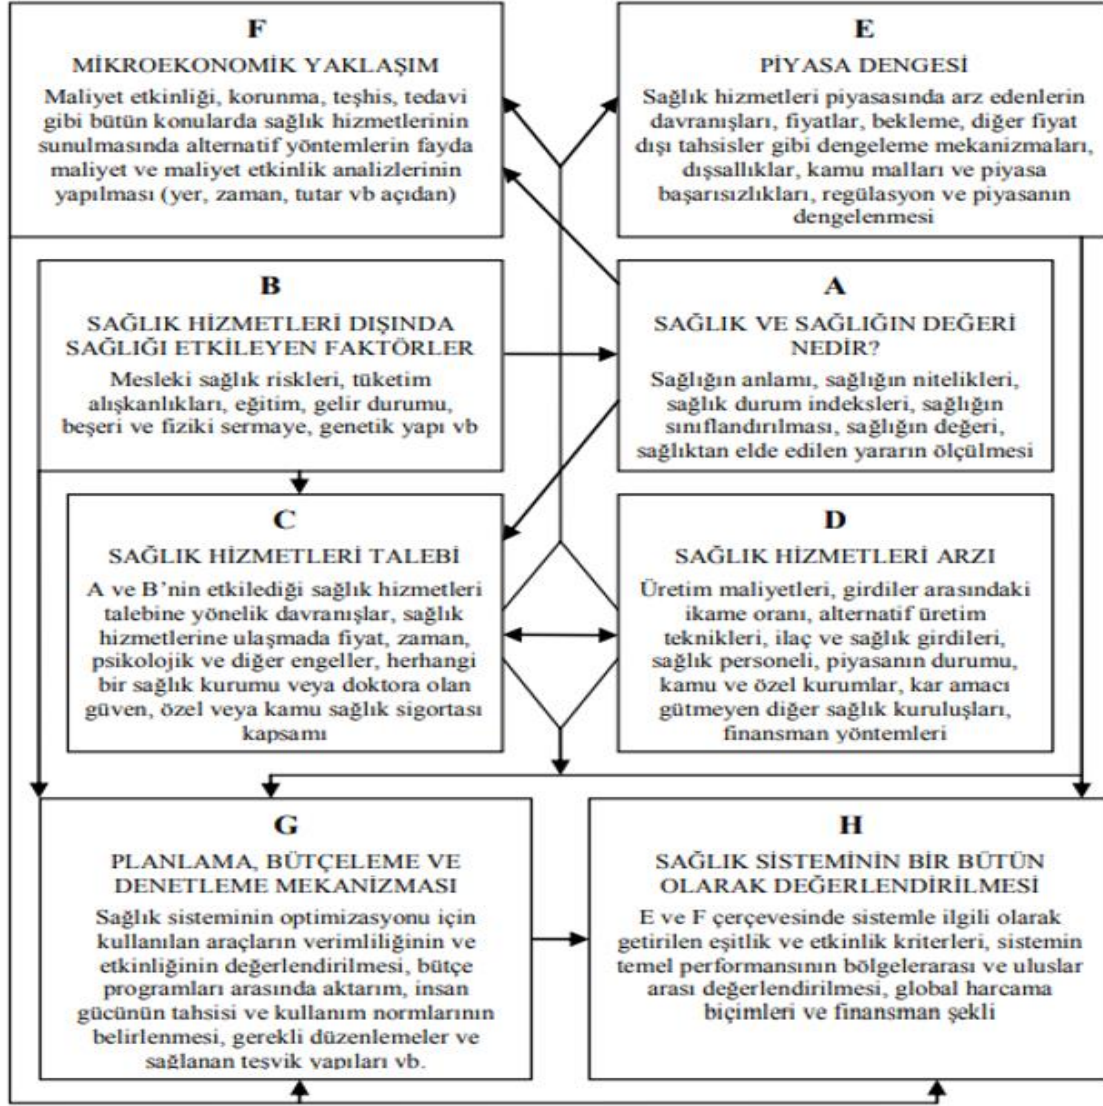 F
MİKROEKONOMİK YAKLAŞIM
Maliyet etkinliği, korunma, teşhis, tedavi
gibi bütün konularda sağlık hizmetlerinin
sunulmasında alternatif yöntemlerin fayda
maliyet ve maliyet etkinlik analizlerinin
yapılması (yer, zaman, tutar vb açıdan)
E
PİYASA DENGESİ
Sağlık hizmetleri piyasasında arz edenlerin
davranışları, fiyatlar, bekleme, diğer fiyat
dışı tahsisler gibi dengeleme mekanizmaları,
dışsallıklar, kamu malları ve piyasa
başarısızlıkları, regülasyon ve piyasanın
dengelenmesi
B
SAĞLIK HİZMETLERİ DIŞINDA
SAĞLIĞI ETKİLEYEN FAKTÖRLER
Mesleki sağlık riskleri, tüketim
alışkanlıkları, eğitim, gelir durumu,
beşeri ve fiziki sermaye, genetik yapı vb
A
SAĞLIK VE SAĞLIĞIN DEĞERİ
NEDİR?
Sağlığın anlamı, sağlığın nitelikleri,
sağlık durum indeksleri, sağlığın
sınıflandırılması, sağlığın değeri,
sağlıktan elde edilen yararın ölçülmesi
C
SAĞLIK HİZMETLERİ TALEBİ
A ve B’nin etkilediği sağlık hizmetleri
talebine yönelik davranışlar, sağlık
hizmetlerine ulaşmada fiyat, zaman,
psikolojik ve diğer engeller, herhangi
bir sağlık kurumu veya doktora olan
güven, özel veya kamu sağlık sigortası
kapsamı
D
SAĞLIK HİZMETLERİ ARZI
Üretim maliyetleri, girdiler arasındaki
ikame oranı, alternatif üretim
teknikleri, ilaç ve sağlık girdileri,
sağlık personeli, piyasanın durumu,
kamu ve özel kurumlar, kar amacı
gütmeyen diğer sağlık kuruluşları,
finansman yöntemleri
G
PLANLAMA, BÜTÇELEME VE
DENETLEME MEKANİZMASI
Sağlık sisteminin optimizasyonu için
kullanılan araçların verimliliğinin ve
etkinliğinin değerlendirilmesi, bütçe
programları arasında aktarım, insan
gücünün tahsisi ve kullanım normlarının
belirlenmesi, gerekli düzenlemeler ve
sağlanan teşvik yapıları vb.
H
SAĞLIK SİSTEMİNİN BİR BÜTÜN
OLARAK DEĞERLENDİRİLMESİ
E ve F çerçevesinde sistemle ilgili olarak
getirilen eşitlik ve etkinlik kriterleri, sistemin
temel performansının bölgelerarası ve uluslar
arası değerlendirilmesi, global harcama
biçimleri ve finansman şekli